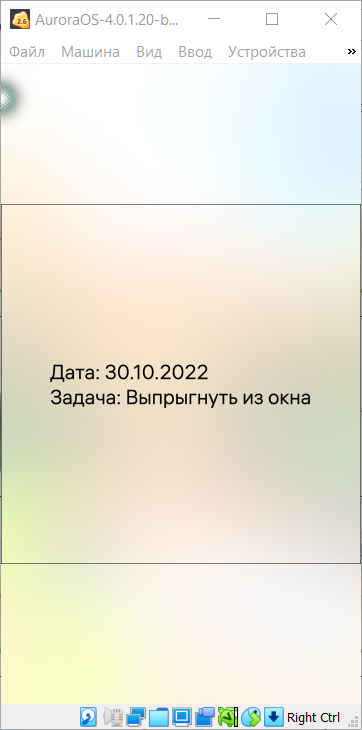 AuroraOS-4.0.1.20-b...
Файл Машина Вид Ввод Устройства »
Дата: 30.10.2022
Задача: Выпрыгнуть из окна
Right Ctrl